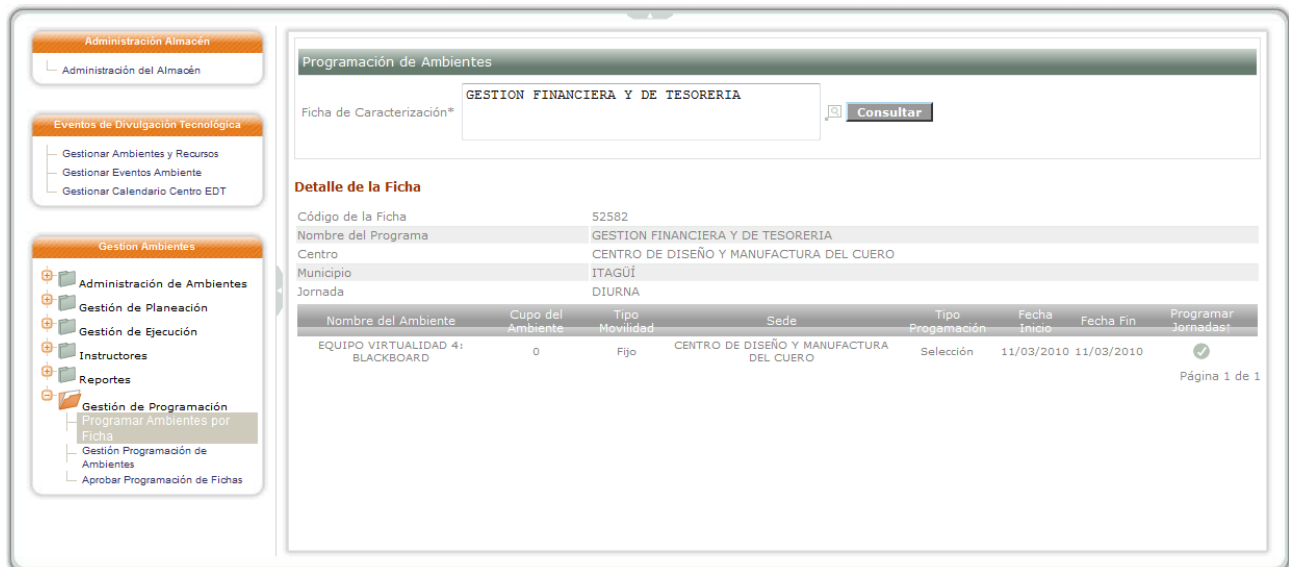 Administración Almacén
Administración del Almacén
Eventos de Divulgación Tecnológica
Gestionar Ambientes y Recursos
Gestionar Eventos Ambiente
Gestionar Calendario Centro EDT
Gestion Ambientes
Administración de Ambientes
Gestión de Planeación
Gestión de Ejecución
Instructores
Reportes
Gestión de Programación
Programar Ambientes por
Ficha
Gestión Programación de
Ambientes
Aprobar Programación de Fichas
Programación de Ambientes
Ficha de Caracterización*
GESTION FINANCIERA Y DE TESORERIA
Consultar
Detalle de la Ficha
Código de la Ficha 52582
Nombre del Programa GESTION FINANCIERA Y DE TESORERIA
Centro CENTRO DE DISEÑO Y MANUFACTURA DEL CUERO
Municipio ITAGÜÍ
Jornada DIURNA
Nombre del Ambiente Cupo del Ambiente Tipo Movilidad Sede Tipo Progamación Fecha Inicio Fecha Fin Programar Jornadas†
EQUIPO VIRTUALIDAD 4: BLACKBOARD 0 Fijo CENTRO DE DISEÑO Y MANUFACTURA DEL CUERO Selección 11/03/2010 11/03/2010
Página 1 de 1